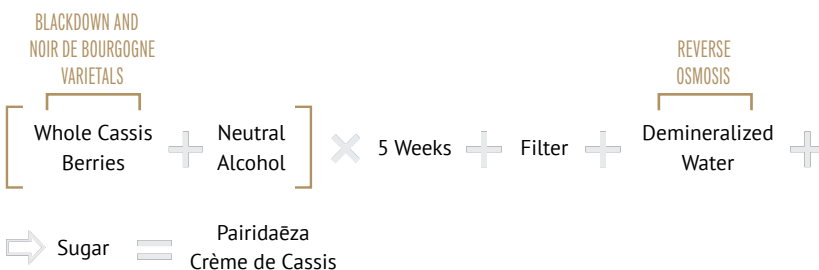 BLACKDOWN AND
NOIR DE BOURGOGNE
VARIETALS
REVERSE
OSMOSIS
Whole Cassis
Berries
+
Neutral
Alcohol
×
5 Weeks
+
Filter
+
Demineralized
Water
+
⇨
Sugar
=
Pairidaēza
Crème de Cassis